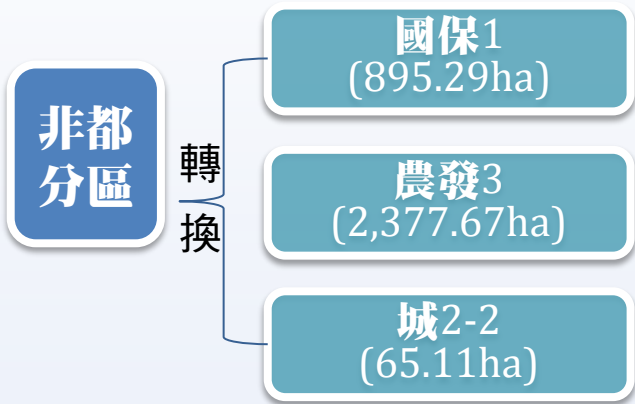 非都
分區
轉
換
國保1
(895.29ha)
農發3
(2,377.67ha)
城2-2
(65.11ha)